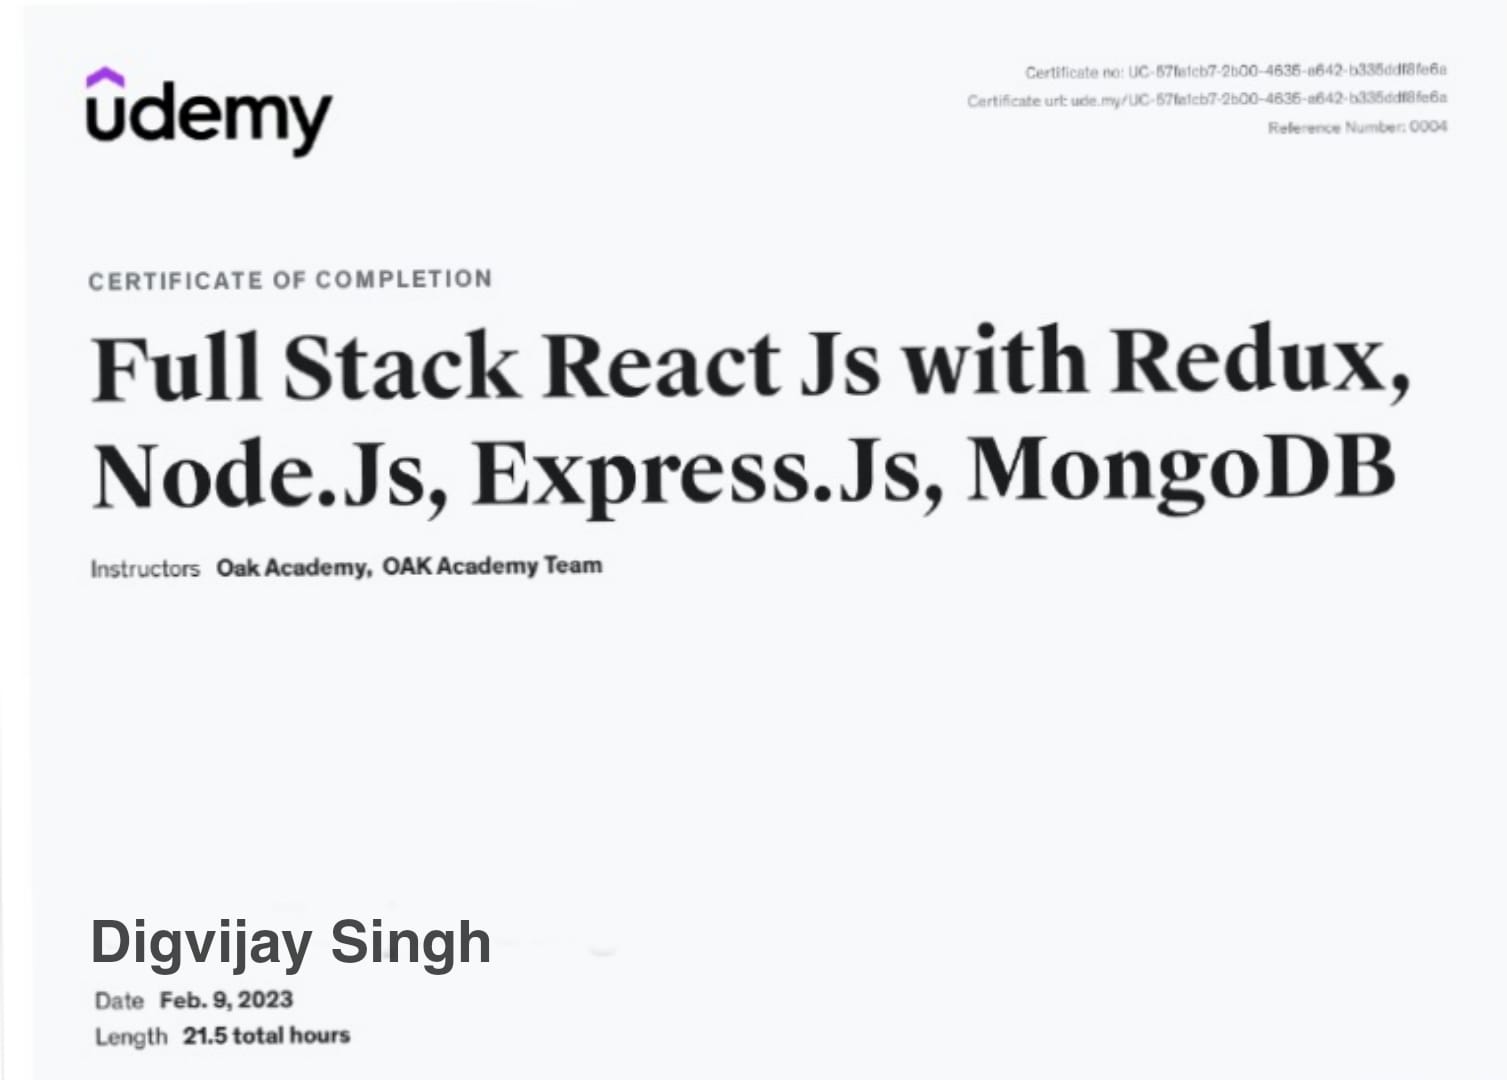 udemy
Certificate no: UC-57fa1cb7-2b00-4635-a642-b335ddf8fe6a
Certificate url: ude.my/UC-57fa1cb7-2b00-4635-a642-b335ddf8fe6a
Reference Number: 0004
CERTIFICATE OF COMPLETION
Full Stack React Js with Redux,
Node.Js, Express.Js, MongoDB
Instructors Oak Academy, OAK Academy Team
Digvijay Singh
Date Feb. 9, 2023
Length 21.5 total hours